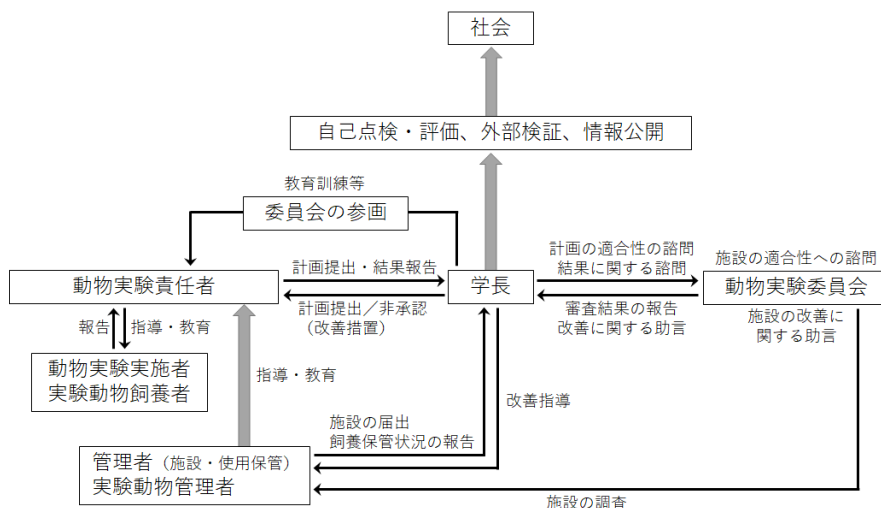 社会
自己点検・評価、外部検証、情報公開
教育訓練等
委員会の参画
動物実験責任者
計画提出・結果報告
計画提出／非承認
（改善措置）
学長
計画の適合性の諮問
結果に関する諮問
審査結果の報告
改善に関する助言
施設の適合性への諮問
動物実験委員会
施設の改善に
関する助言
報告
指導・教育
動物実験実施者
実験動物飼養者
指導・教育
改善指導
施設の届出
飼養保管状況の報告
管理者（施設・使用保管）
実験動物管理者
施設の調査